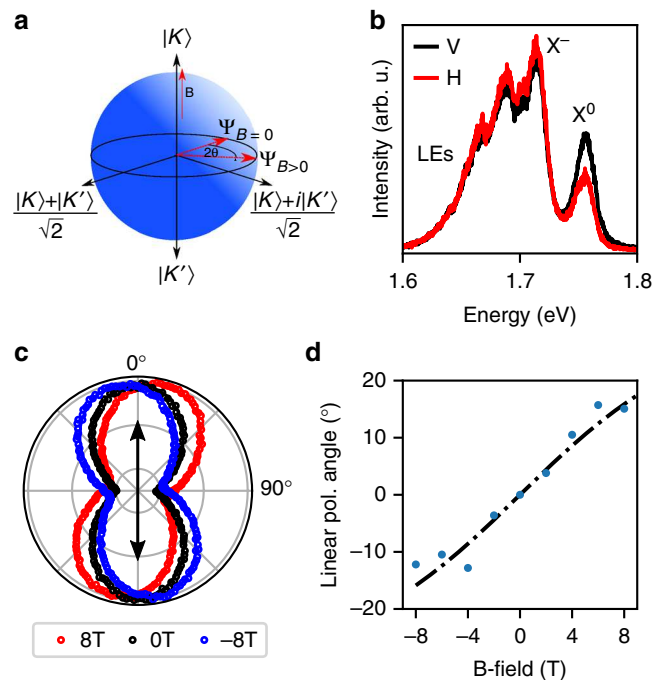 a
|K⟩
B
Ψ_{B = 0}
2θ
Ψ_{B>0}
|K⟩+|K′⟩
√2
|K⟩+i|K′⟩
√2
|K′⟩
b
Intensity (arb. u.)
V
H
X⁻
X⁰
LEs
1.6
1.7
1.8
Energy (eV)
c
0°
90°
8T
0T
−8T
d
Linear pol. angle (°)
20
10
0
−10
−20
−8
−4
0
4
8
B-field (T)